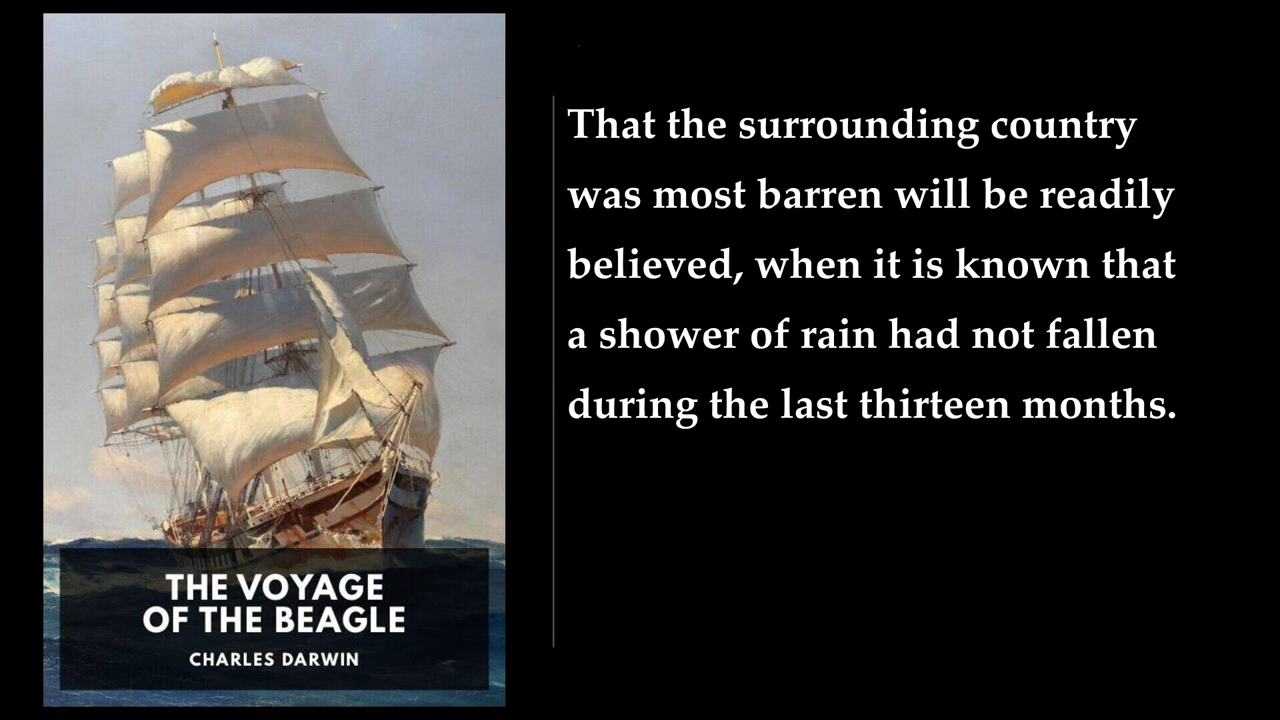 THE VOYAGE
OF THE BEAGLE
CHARLES DARWIN
That the surrounding country
was most barren will be readily
believed, when it is known that
a shower of rain had not fallen
during the last thirteen months.